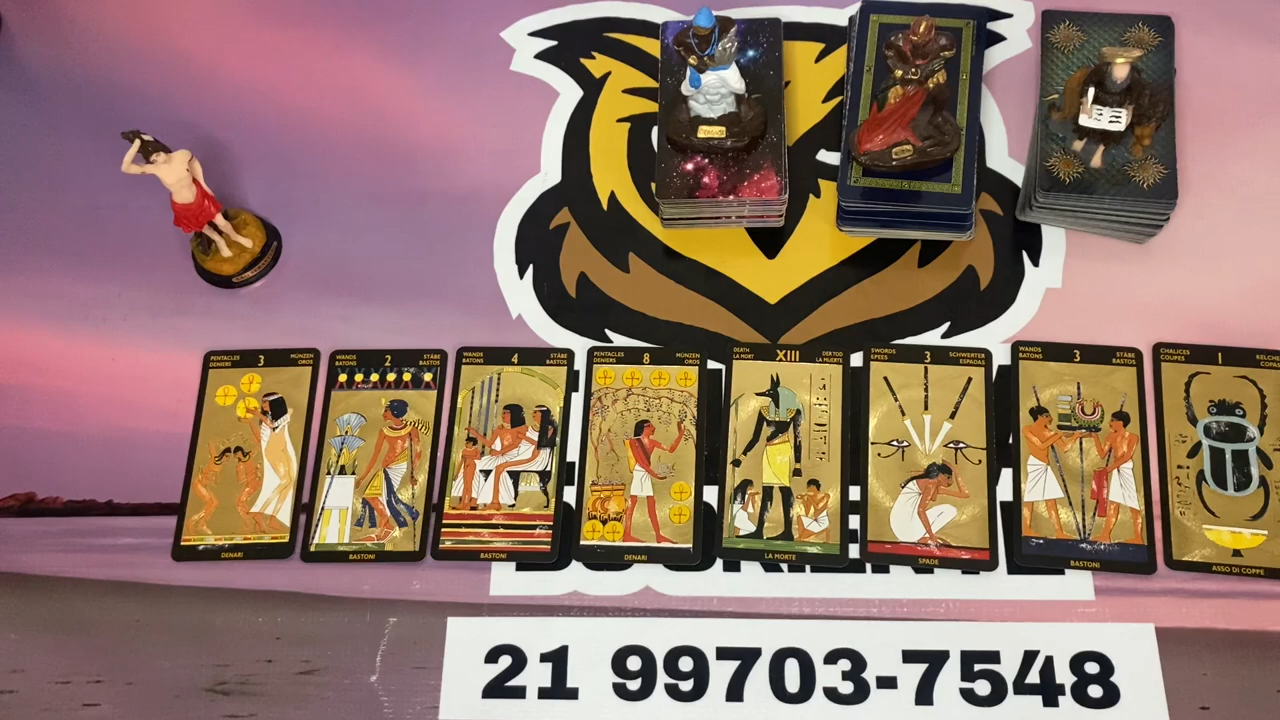 PENTACLES 3 MÜNZEN
DENIERS OROS
DENARI
WANDS 2 STÄBE
BATONS BASTOS
BASTONI
WANDS 4 STÄBE
BATONS BASTOS
BASTONI
PENTACLES 8 MÜNZEN
DENIERS OROS
DENARI
DEATH XIII DER TOD
LA MORT LA MUERTE
LA MORTE
SWORDS 3 SCHWERTER
EPEES ESPADAS
SPADE
WANDS 3 STÄBE
BATONS BASTOS
BASTONI
CHALICES 1 KELCHE
COUPES COPAS
ASSO DI COPPE
21 99703-7548